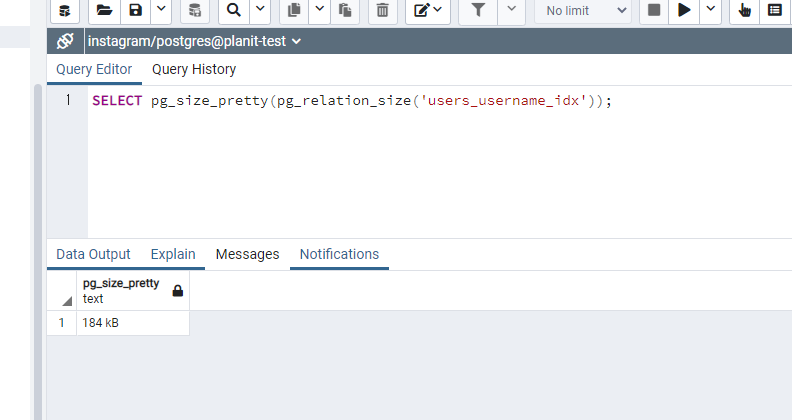 No limit
instagram/postgres@planit-test
Query Editor Query History
1 SELECT pg_size_pretty(pg_relation_size('users_username_idx'));
Data Output Explain Messages Notifications
pg_size_pretty
text
1 184 kB